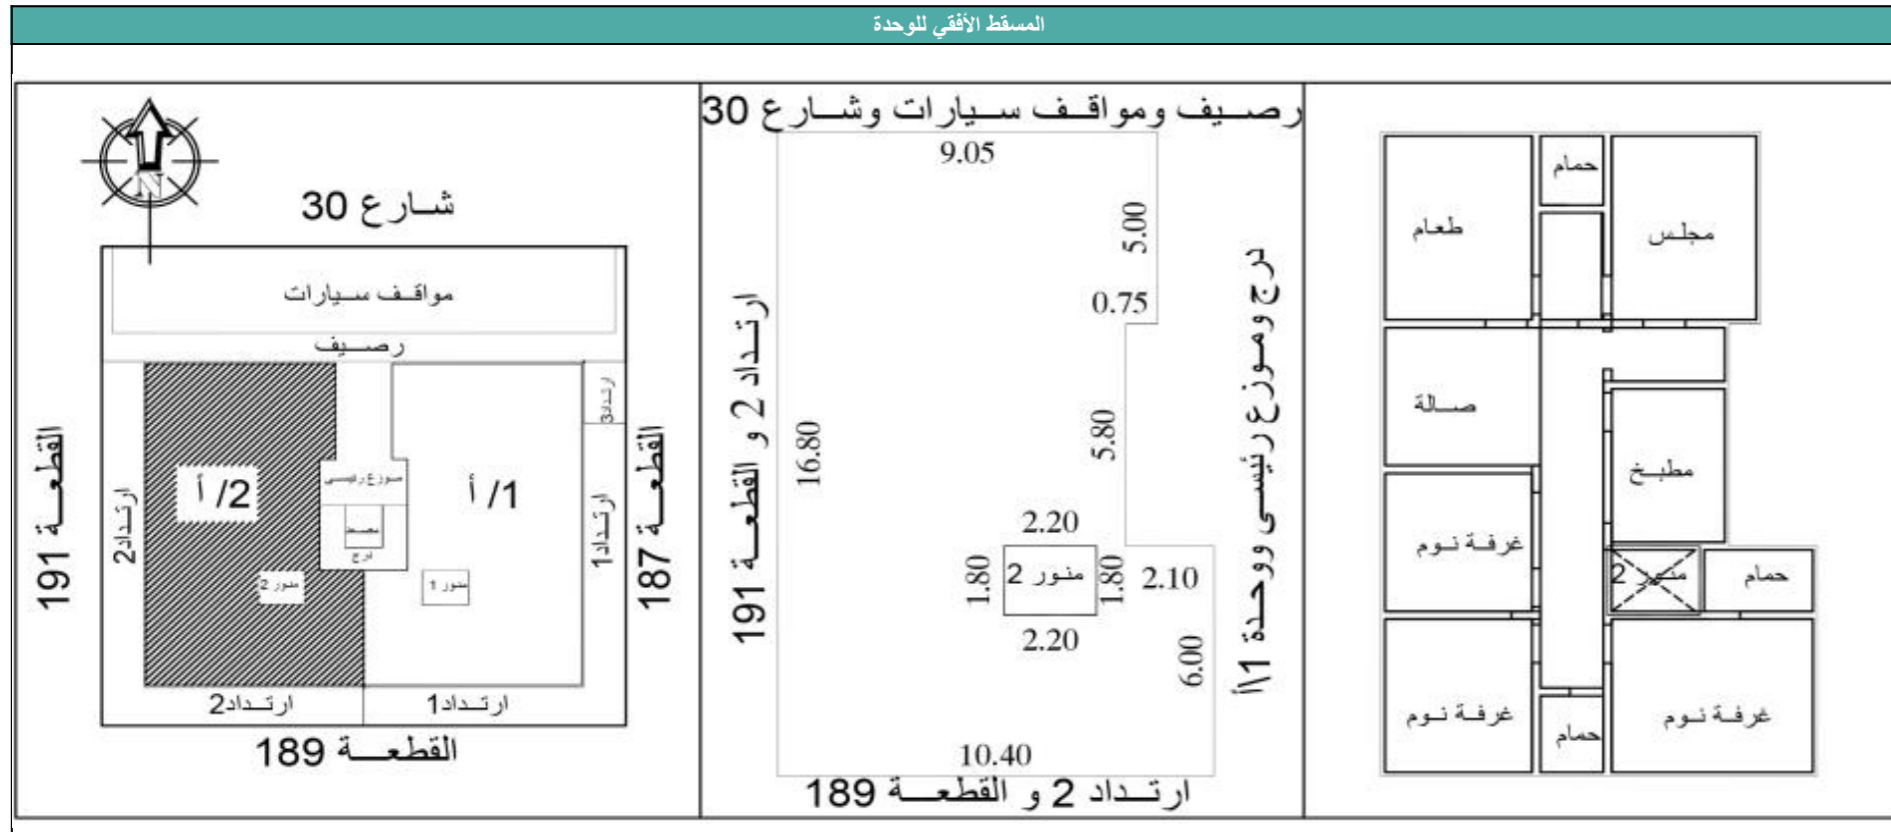 المسقط الأفقي للوحدة
N
شارع 30
مواقف سيارات
رصيف
ارتداد3
القطعة 191
ارتداد2
2/ أ
موزع رئيسى
1/ أ
ارتداد1
القطعة 187
درج
منور 2
منور 1
ارتداد2
ارتداد1
القطعة 189
رصيف ومواقف سيارات وشارع 30
9.05
5.00
0.75
ارتداد 2 و القطعة 191
16.80
5.80
درج وموزع رئيسى ووحدة 1\أ
2.20
1.80
منور 2
1.80
2.10
2.20
6.00
10.40
ارتداد 2 و القطعة 189
حمام
طعام
مجلس
صالة
مطبخ
غرفة نوم
منور 2
حمام
غرفة نوم
حمام
غرفة نوم